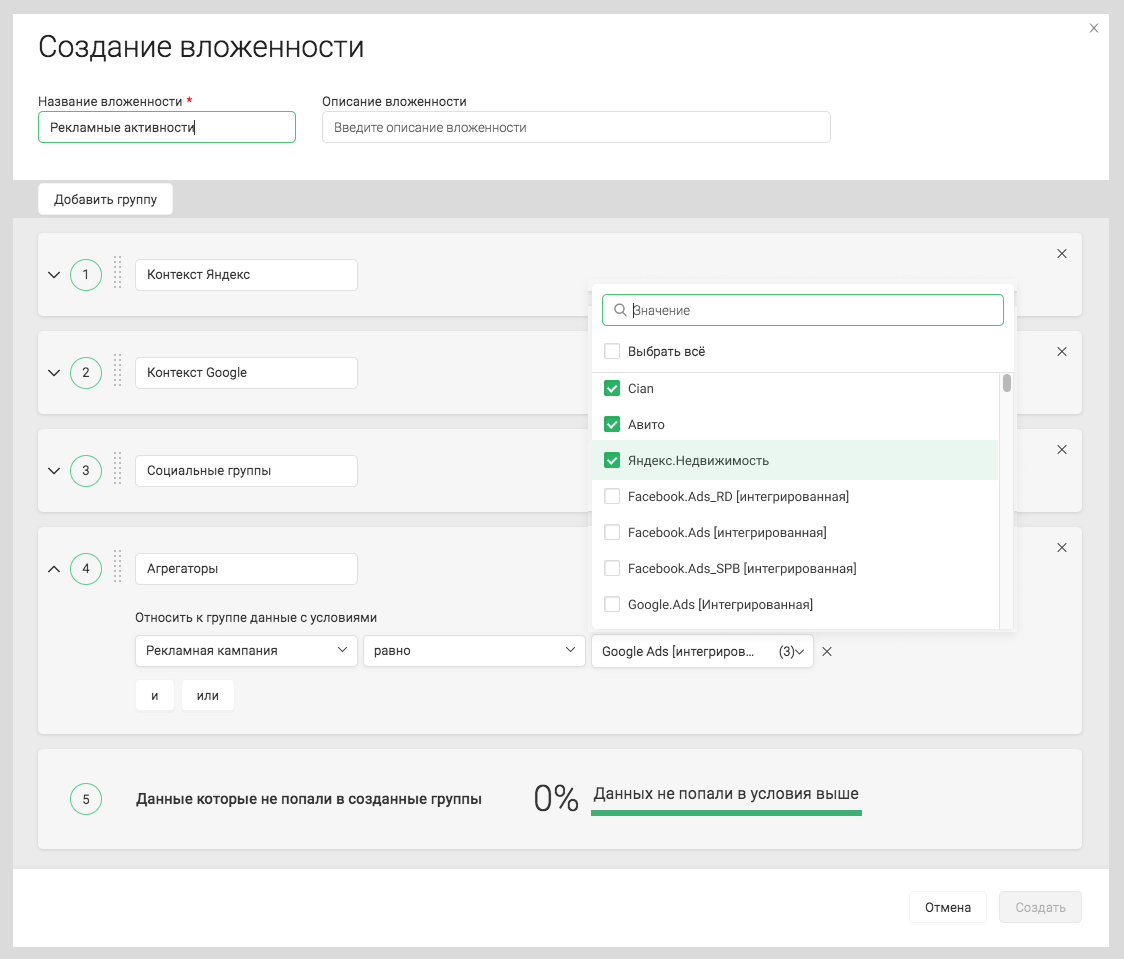 Создание вложенности
Название вложенности *
Описание вложенности
Рекламные активности
Введите описание вложенности
Добавить группу
1
Контекст Яндекс
2
Контекст Google
3
Социальные группы
4
Агрегаторы
Значение
Выбрать всё
Cian
Авито
Яндекс.Недвижимость
Facebook.Ads_RD [интегрированная]
Facebook.Ads [интегрированная]
Facebook.Ads_SPB [интегрированная]
Google.Ads [Интегрированная]
Относить к группе данные с условиями
Рекламная кампания
равно
Google Ads [интегриров... (3)
и
или
5
Данные которые не попали в созданные группы
0%
Данных не попали в условия выше
Отмена
Создать